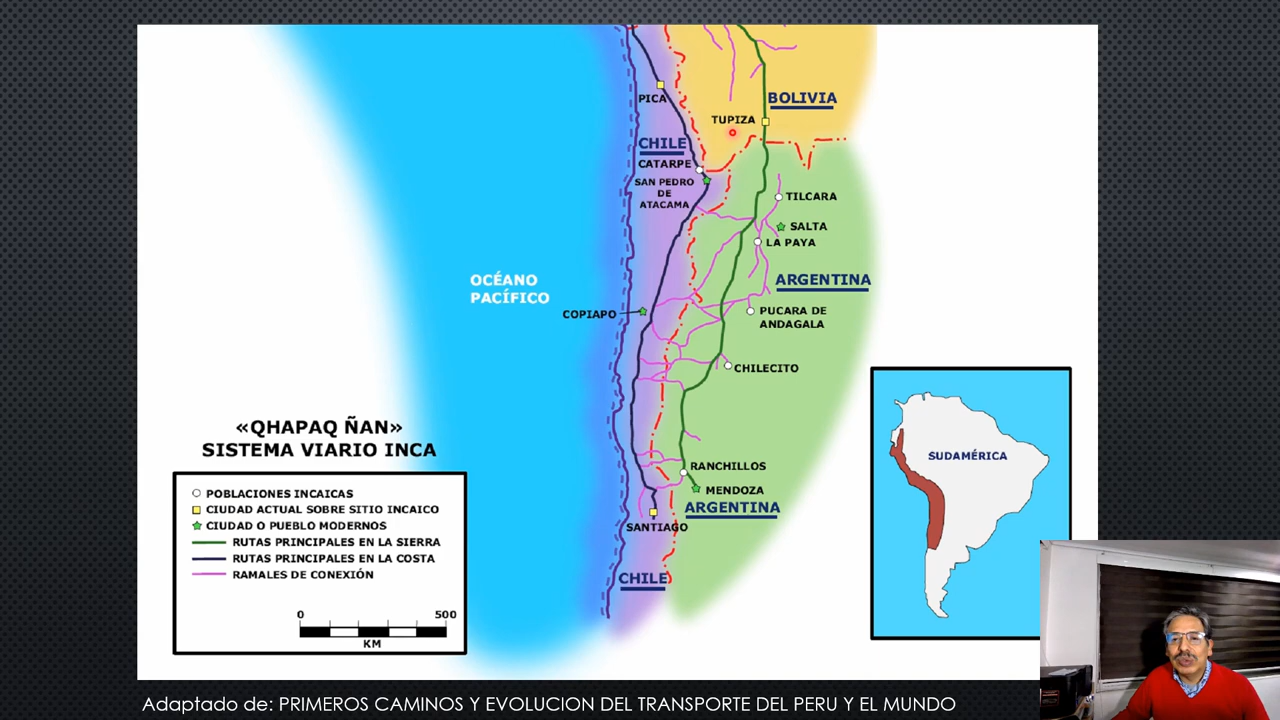 PICA
BOLIVIA
TUPIZA
CHILE
CATARPE
SAN PEDRO
DE
ATACAMA
TILCARA
SALTA
LA PAYA
OCÉANO
PACÍFICO
ARGENTINA
COPIAPO
PUCARA DE
ANDAGALA
CHILECITO
«QHAPAQ ÑAN»
SISTEMA VIARIO INCA
POBLACIONES INCAICAS
CIUDAD ACTUAL SOBRE SITIO INCAICO
CIUDAD O PUEBLO MODERNOS
RUTAS PRINCIPALES EN LA SIERRA
RUTAS PRINCIPALES EN LA COSTA
RAMALES DE CONEXIÓN
0 500
KM
RANCHILLOS
MENDOZA
ARGENTINA
SANTIAGO
CHILE
SUDAMÉRICA
Adaptado de: PRIMEROS CAMINOS Y EVOLUCION DEL TRANSPORTE DEL PERU Y EL MUNDO